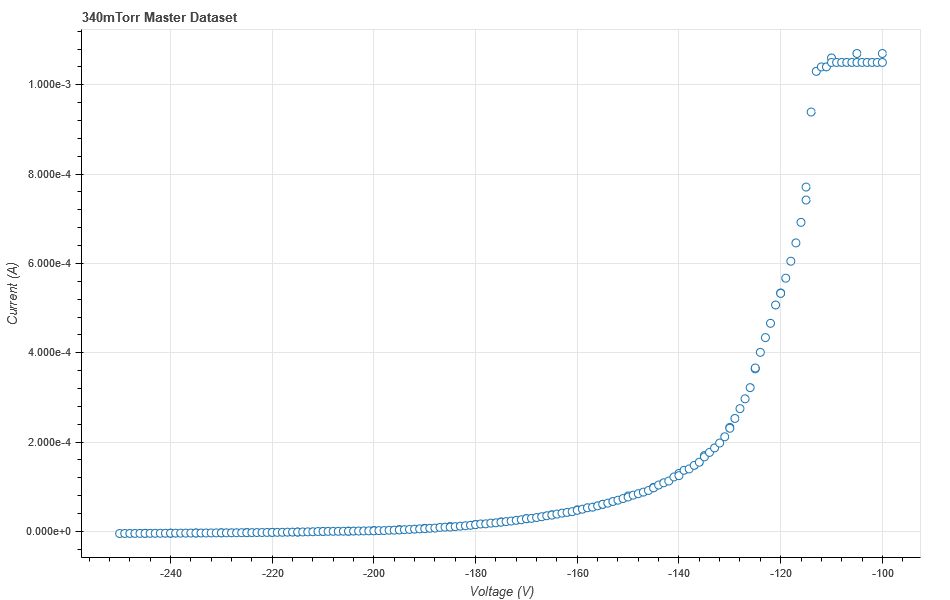 340mTorr Master Dataset
1.000e-3
8.000e-4
6.000e-4
4.000e-4
2.000e-4
0.000e+0
Current (A)
-240
-220
-200
-180
-160
-140
-120
-100
Voltage (V)